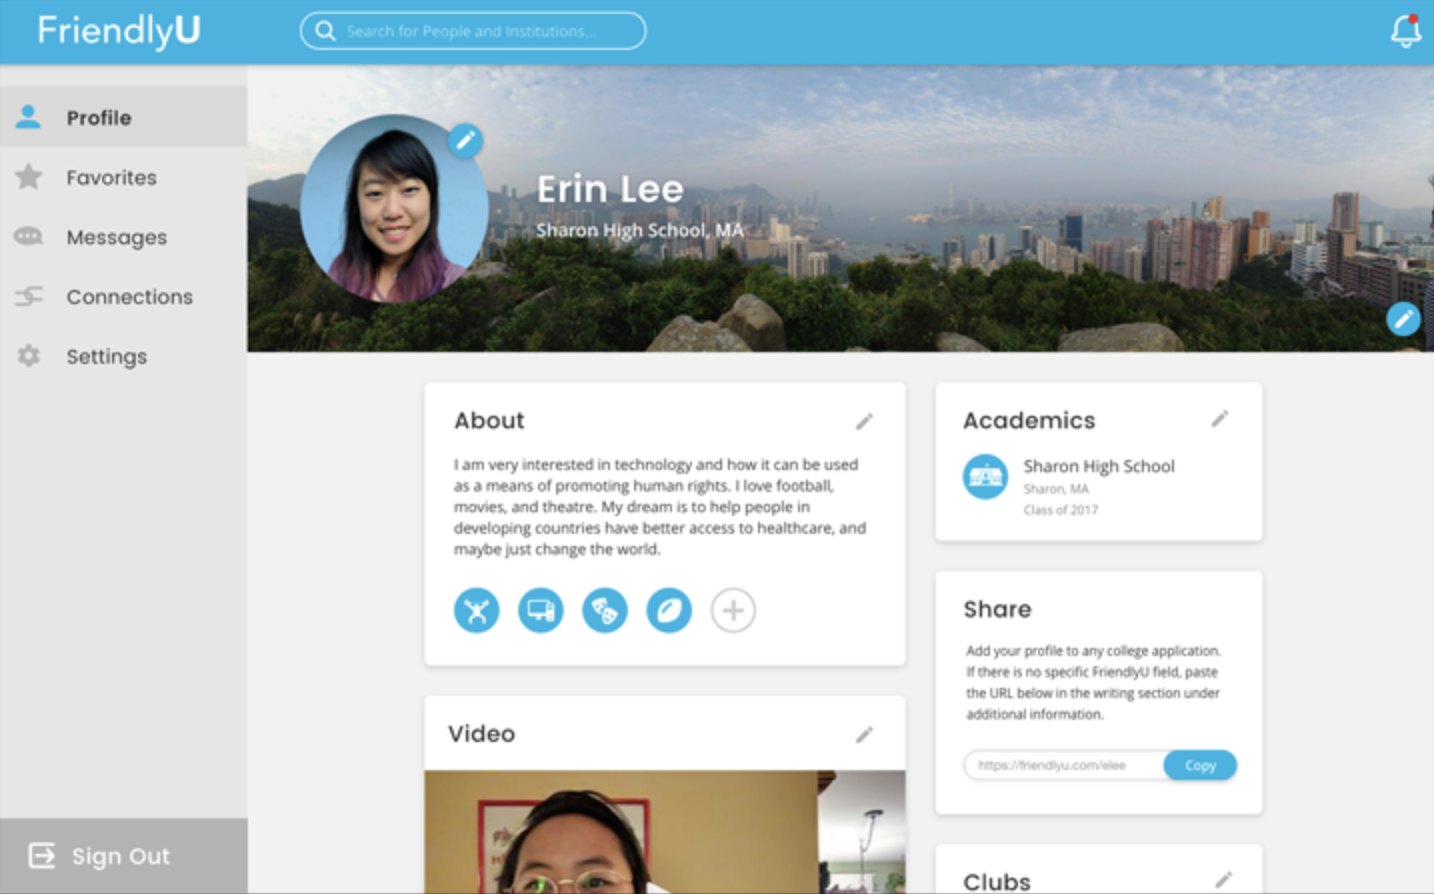 FriendlyU
Search for People and Institutions...
Profile
Favorites
Messages
Connections
Settings
Sign Out
Erin Lee
Sharon High School, MA
About
I am very interested in technology and how it can be used
as a means of promoting human rights. I love football,
movies, and theatre. My dream is to help people in
developing countries have better access to healthcare, and
maybe just change the world.
Video
Academics
Sharon High School
Sharon, MA
Class of 2017
Share
Add your profile to any college application.
If there is no specific FriendlyU field, paste
the URL below in the writing section under
additional information.
https://friendlyu.com/elee
Copy
Clubs